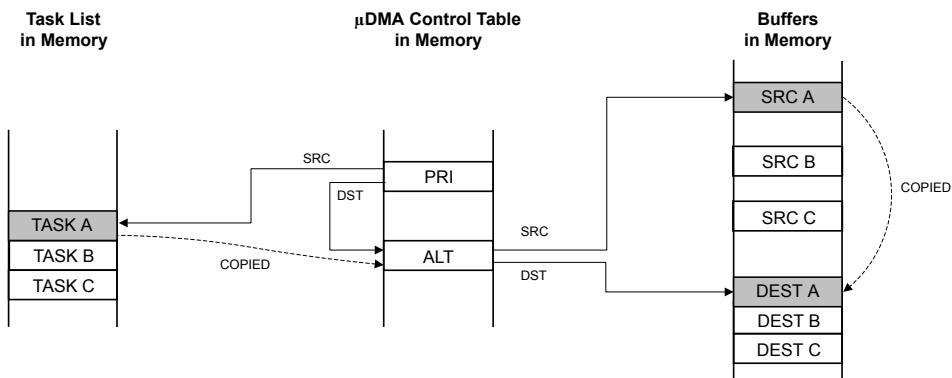 Task List
in Memory
μDMA Control Table
in Memory
Buffers
in Memory
SRC A
SRC
PRI
SRC B
COPIED
DST
TASK A
SRC C
SRC
TASK B
COPIED
ALT
DST
TASK C
DEST A
DEST B
DEST C